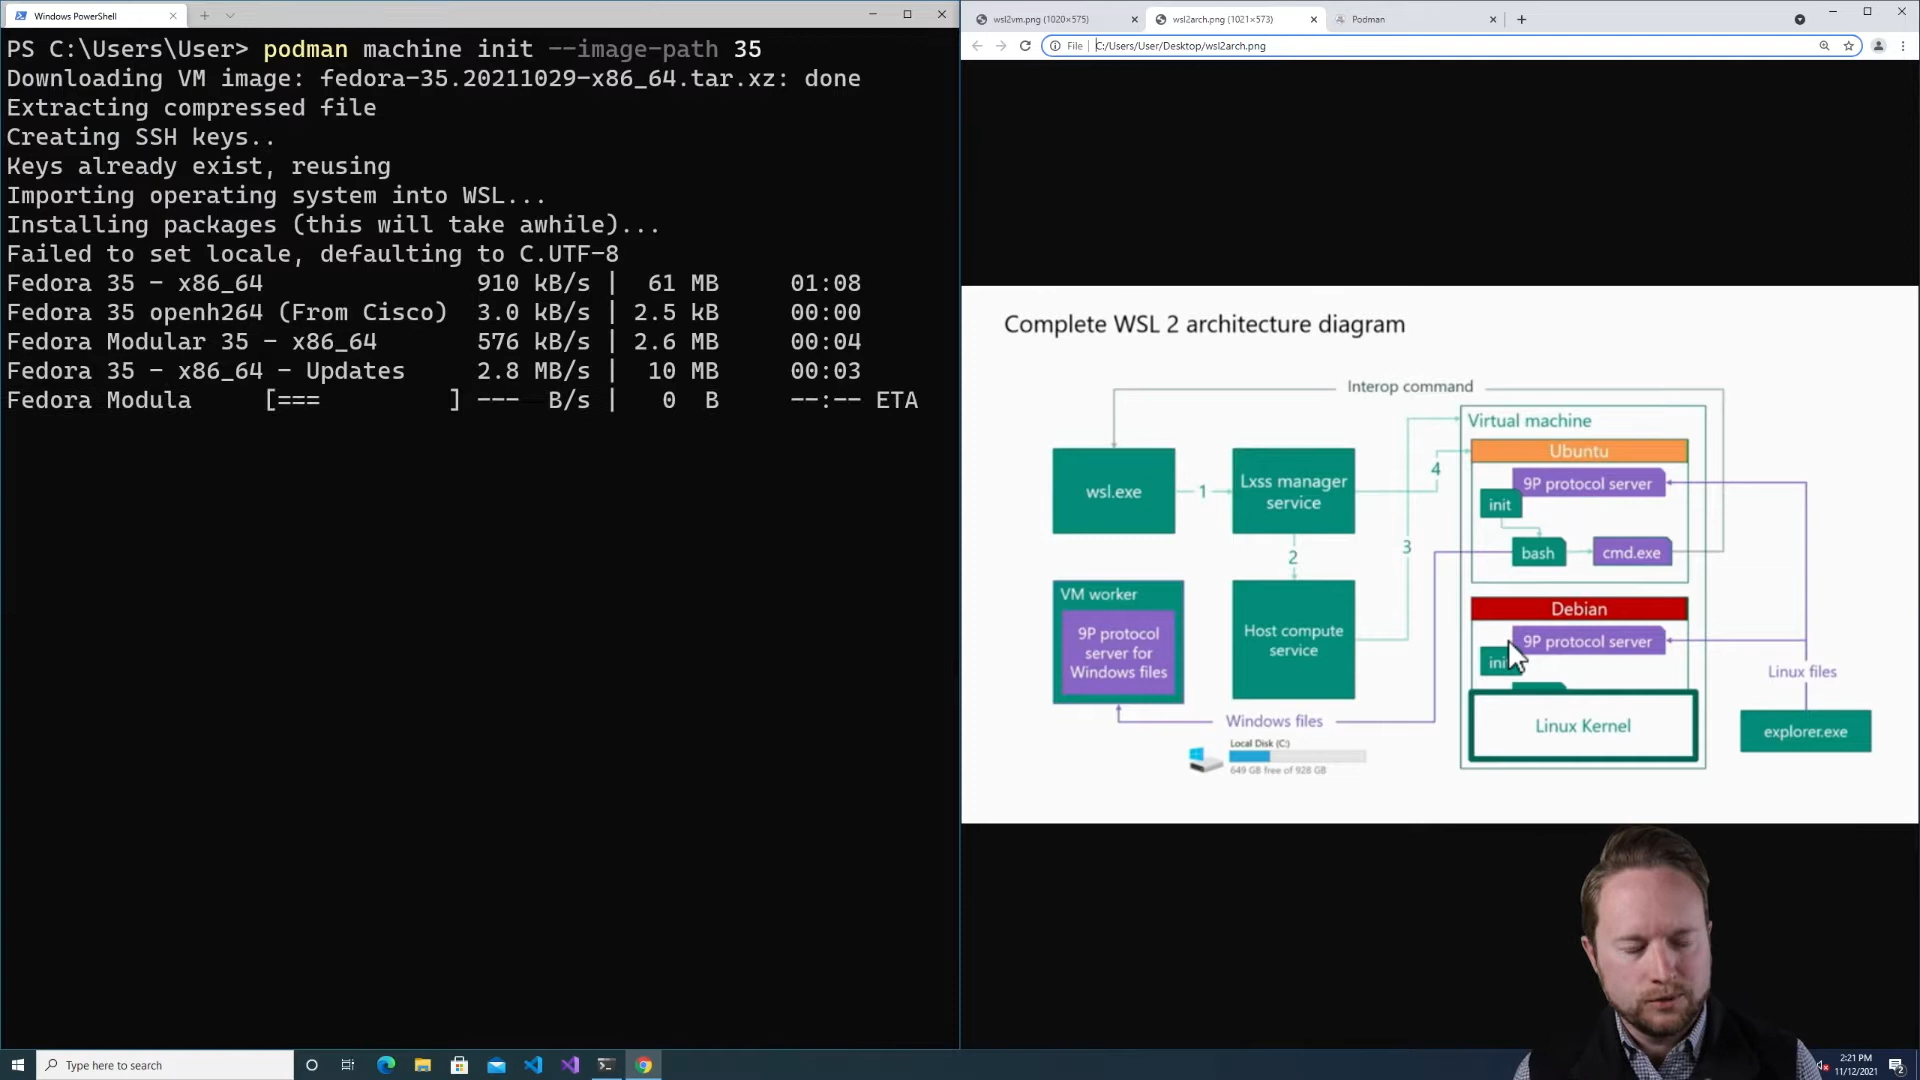 Windows PowerShell
PS C:\Users\User> podman machine init --image-path 35
Downloading VM image: fedora-35.20211029-x86_64.tar.xz: done
Extracting compressed file
Creating SSH keys..
Keys already exist, reusing
Importing operating system into WSL...
Installing packages (this will take awhile)...
Failed to set locale, defaulting to C.UTF-8
Fedora 35 - x86_64 910 kB/s | 61 MB 01:08
Fedora 35 openh264 (From Cisco) 3.0 kB/s | 2.5 kB 00:00
Fedora Modular 35 - x86_64 576 kB/s | 2.6 MB 00:04
Fedora 35 - x86_64 - Updates 2.8 MB/s | 10 MB 00:03
Fedora Modula [=== ] --- B/s | 0 B --:-- ETA
wsl2vm.png (1020×575)
wsl2arch.png (1021×573)
Podman
File | C:/Users/User/Desktop/wsl2arch.png
Complete WSL 2 architecture diagram
Interop command
Virtual machine
Ubuntu
9P protocol server
init
bash
cmd.exe
wsl.exe
1
Lxss manager
service
4
2
3
VM worker
9P protocol
server for
Windows files
Host compute
service
Debian
9P protocol server
Linux Kernel
Linux files
explorer.exe
Windows files
Local Disk (C:)
649 GB free of 928 GB
Type here to search
2:21 PM
11/12/2021
2